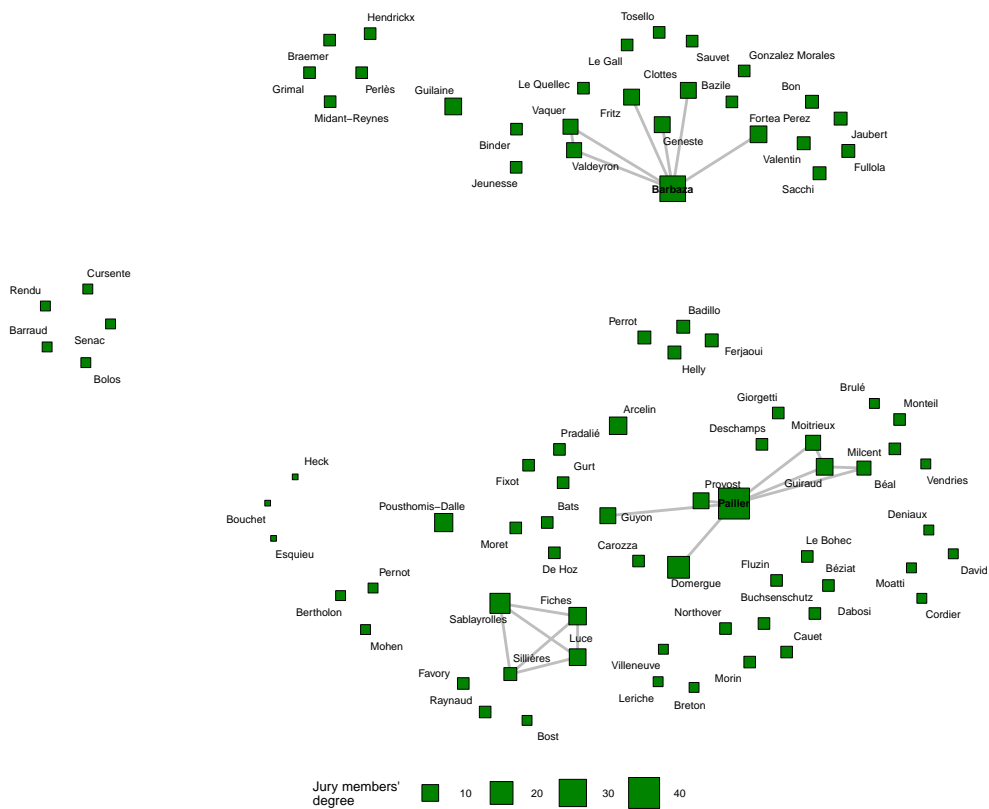 Hendrickx
Tosello
Braemer
Sauvet
Le Gall
Gonzalez Morales
Clottes
Grimal
Perlès
Guilaine
Le Quellec
Bazile
Bon
Midant−Reynes
Vaquer
Fritz
Fortea Perez
Jaubert
Binder
Geneste
Valentin
Valdeyron
Fullola
Jeunesse
Barbaza
Sacchi
Cursente
Rendu
Barraud
Senac
Bolos
Badillo
Perrot
Ferjaoui
Helly
Brulé
Giorgetti
Monteil
Arcelin
Deschamps
Moitrieux
Pradalié
Milcent
Heck
Gurt
Fixot
Provost
Guiraud
Béal
Vendries
Pailler
Pousthomis−Dalle
Bats
Guyon
Bouchet
Deniaux
Moret
Carozza
Le Bohec
Esquieu
De Hoz
Fluzin
Béziat
David
Pernot
Domergue
Moatti
Buchsenschutz
Fiches
Bertholon
Northover
Dabosi
Cordier
Sablayrolles
Luce
Cauet
Mohen
Sillières
Villeneuve
Favory
Morin
Raynaud
Leriche
Breton
Bost
Jury members'
degree
10
20
30
40